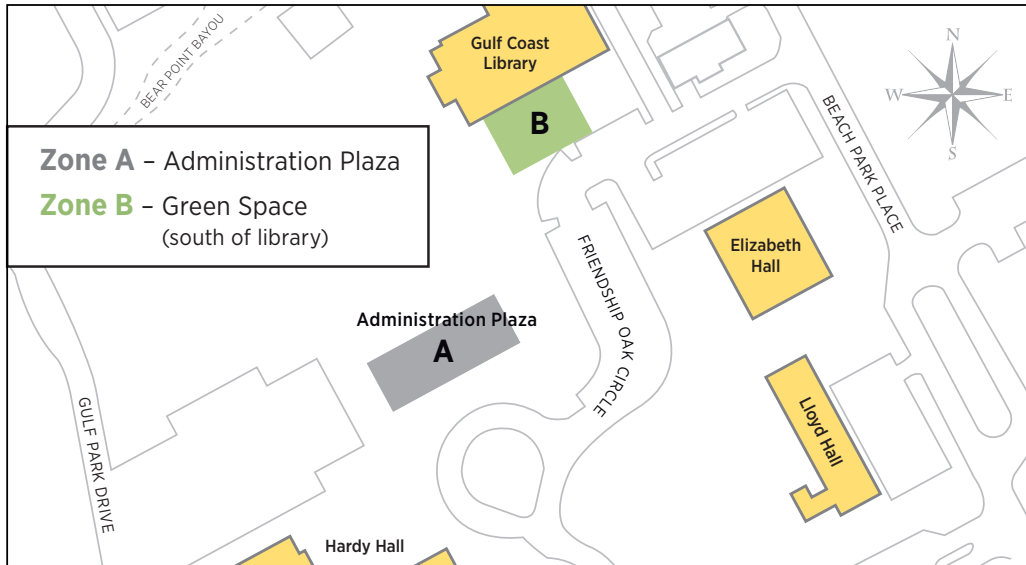 Gulf Coast
Library
B
BEAR POINT BAYOU
N
W
E
S
BEACH PARK PLACE
Zone A – Administration Plaza
Zone B – Green Space
(south of library)
Elizabeth
Hall
FRIENDSHIP OAK CIRCLE
Administration Plaza
A
GULF PARK DRIVE
Lloyd Hall
Hardy Hall